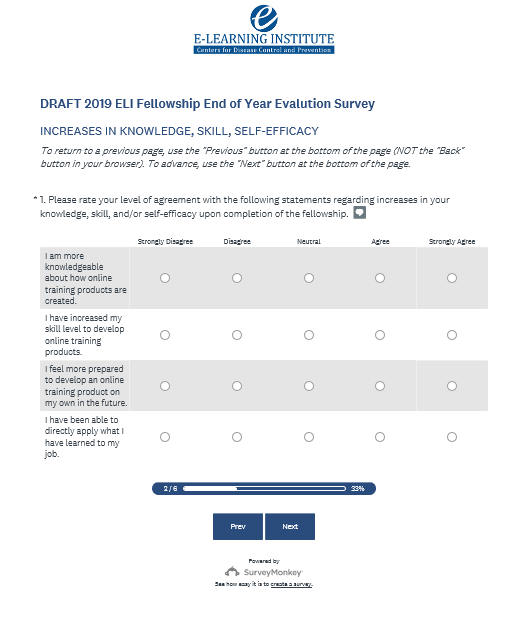 E-LEARNING INSTITUTE
Centers for Disease Control and Prevention
DRAFT 2019 ELI Fellowship End of Year Evalution Survey
INCREASES IN KNOWLEDGE, SKILL, SELF-EFFICACY
To return to a previous page, use the "Previous" button at the bottom of the page (NOT the "Back"
button in your browser). To advance, use the "Next" button at the bottom of the page.
* 1. Please rate your level of agreement with the following statements regarding increases in your
knowledge, skill, and/or self-efficacy upon completion of the fellowship.
Strongly Disagree Disagree Neutral Agree Strongly Agree
I am more
knowledgeable
about how online
training products are
created.
I have increased my
skill level to develop
online training
products.
I feel more prepared
to develop an online
training product on
my own in the future.
I have been able to
directly apply what I
have learned to my
job.
2 / 6 33%
Prev Next
Powered by
SurveyMonkey
See how easy it is to create a survey.